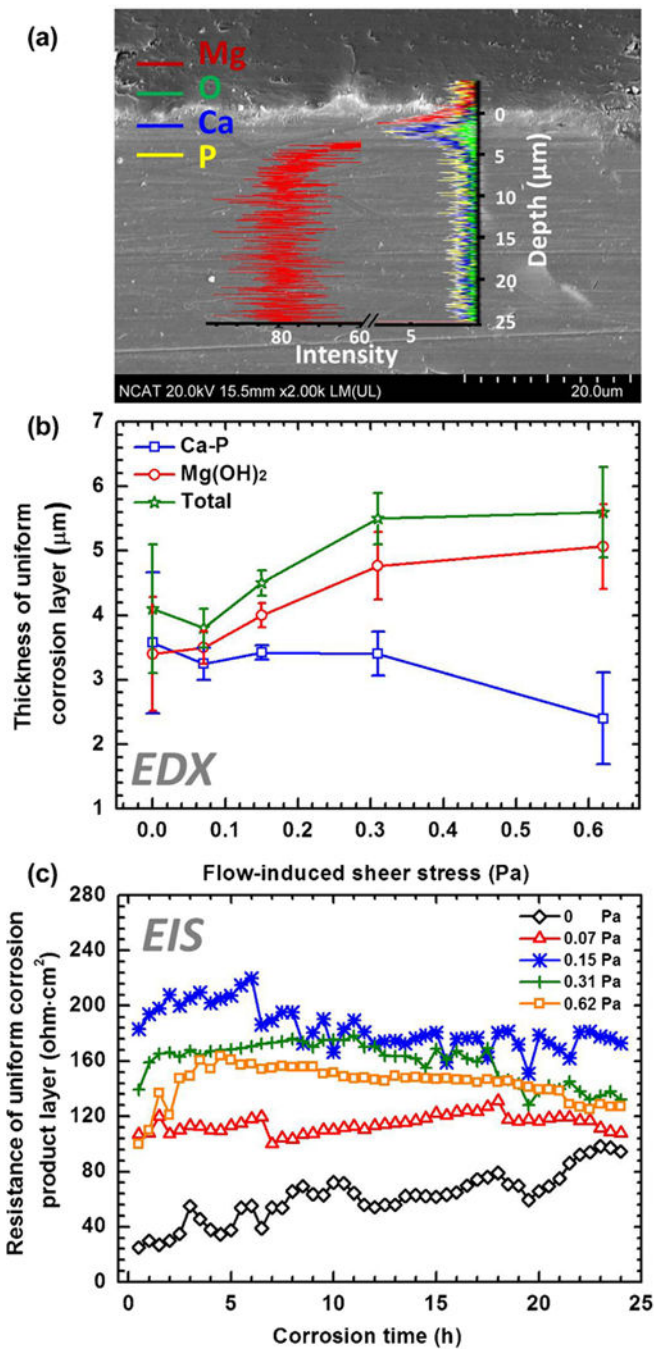 (a)
Mg
O
Ca
P
0
5
10
15
20
25
Depth (μm)
80 60 5
Intensity
NCAT 20.0kV 15.5mm x2.00k LM(UL) 20.0um
(b)
7
6
5
4
3
2
1
Ca-P
Mg(OH)₂
Total
Thickness of uniform
corrosion layer (μm)
EDX
0.0 0.1 0.2 0.3 0.4 0.5 0.6
Flow-induced sheer stress (Pa)
(c)
280
240
200
160
120
80
40
0
EIS
0 Pa
0.07 Pa
0.15 Pa
0.31 Pa
0.62 Pa
Resistance of uniform corrosion
product layer (ohm·cm²)
0 5 10 15 20 25
Corrosion time (h)